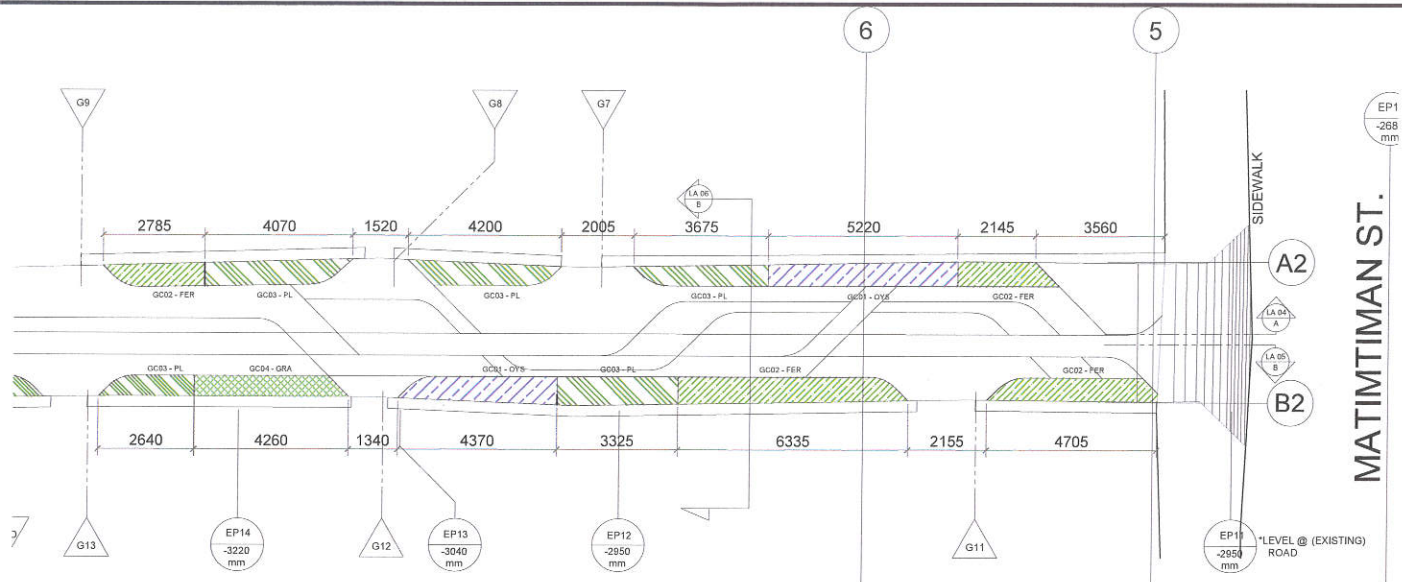 6
5
G9
G8
G7
EP1
-268
mm
SIDEWALK
MATIMTIMAN ST.
LA 06
B
2785
4070
1520
4200
2005
3675
5220
2145
3560
A2
GC02 - FER
GC03 - PL
GC03 - PL
GC03 - PL
GC01 - OYS
GC02 - FER
LA 04
A
GC03 - PL
GC04 - GRA
GC01 - OYS
GC03 - PL
GC02 - FER
GC02 - FER
LA 05
B
B2
2640
4260
1340
4370
3325
6335
2155
4705
G13
EP14
-3220
mm
G12
EP13
-3040
mm
EP12
-2950
mm
G11
EP11
-2950
mm
*LEVEL @ (EXISTING)
ROAD